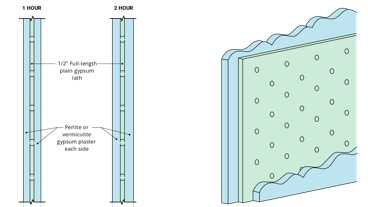 1 HOUR
2 HOUR
1/2" Full-length
plain gypsum
lath
Perlite or
vermiculite
gypsum plaster
each side